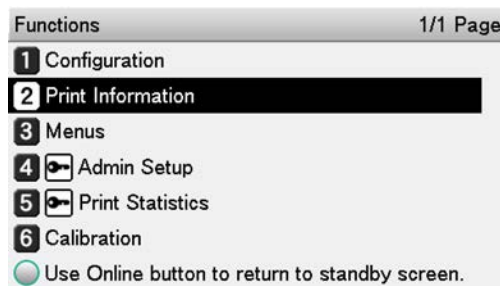 Functions 1/1 Page
1 Configuration
2 Print Information
3 Menus
4 Admin Setup
5 Print Statistics
6 Calibration
Use Online button to return to standby screen.